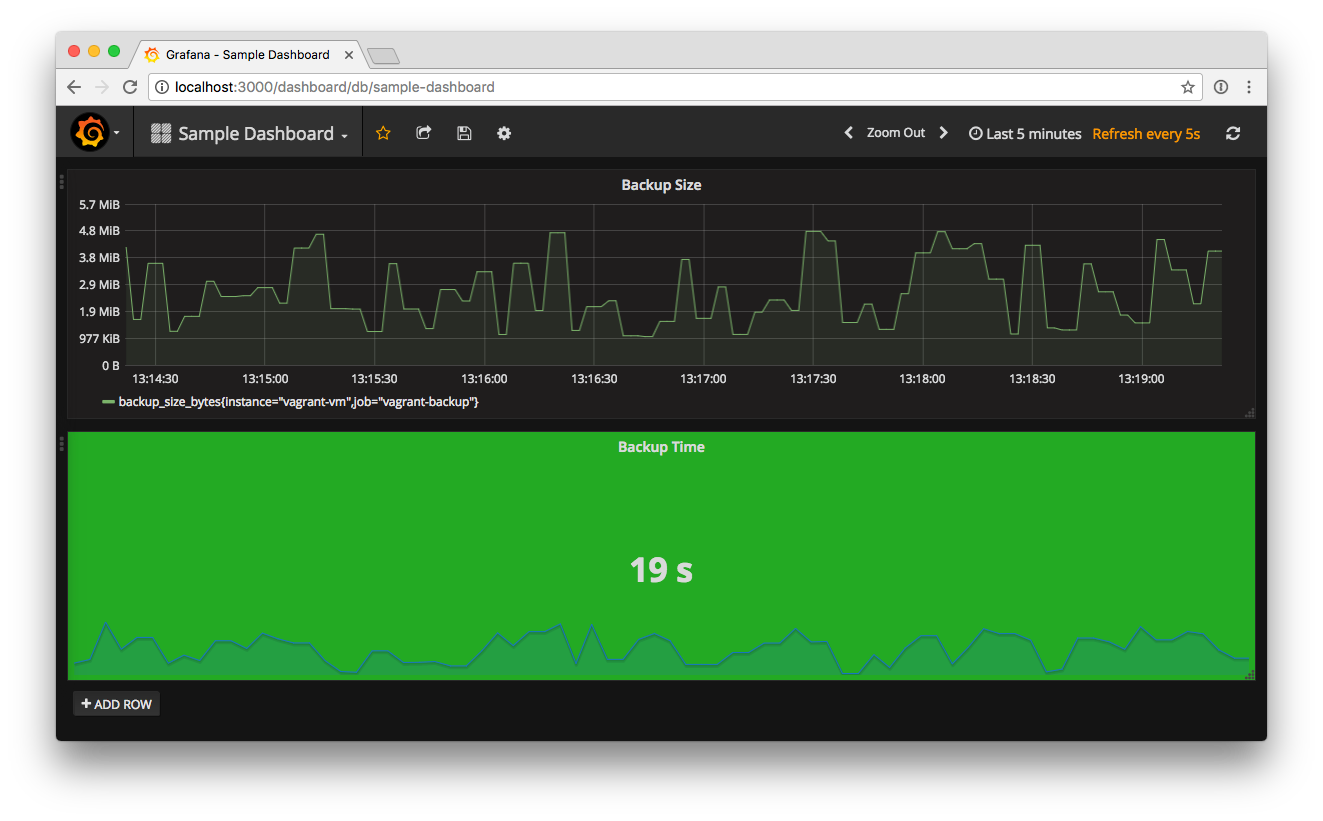 Grafana - Sample Dashboard
localhost:3000/dashboard/db/sample-dashboard
Sample Dashboard
Zoom Out
Last 5 minutes
Refresh every 5s
Backup Size
5.7 MiB
4.8 MiB
3.8 MiB
2.9 MiB
1.9 MiB
977 KiB
0 B
13:14:30 13:15:00 13:15:30 13:16:00 13:16:30 13:17:00 13:17:30 13:18:00 13:18:30 13:19:00
backup_size_bytes{instance="vagrant-vm",job="vagrant-backup"}
Backup Time
19 s
+ ADD ROW